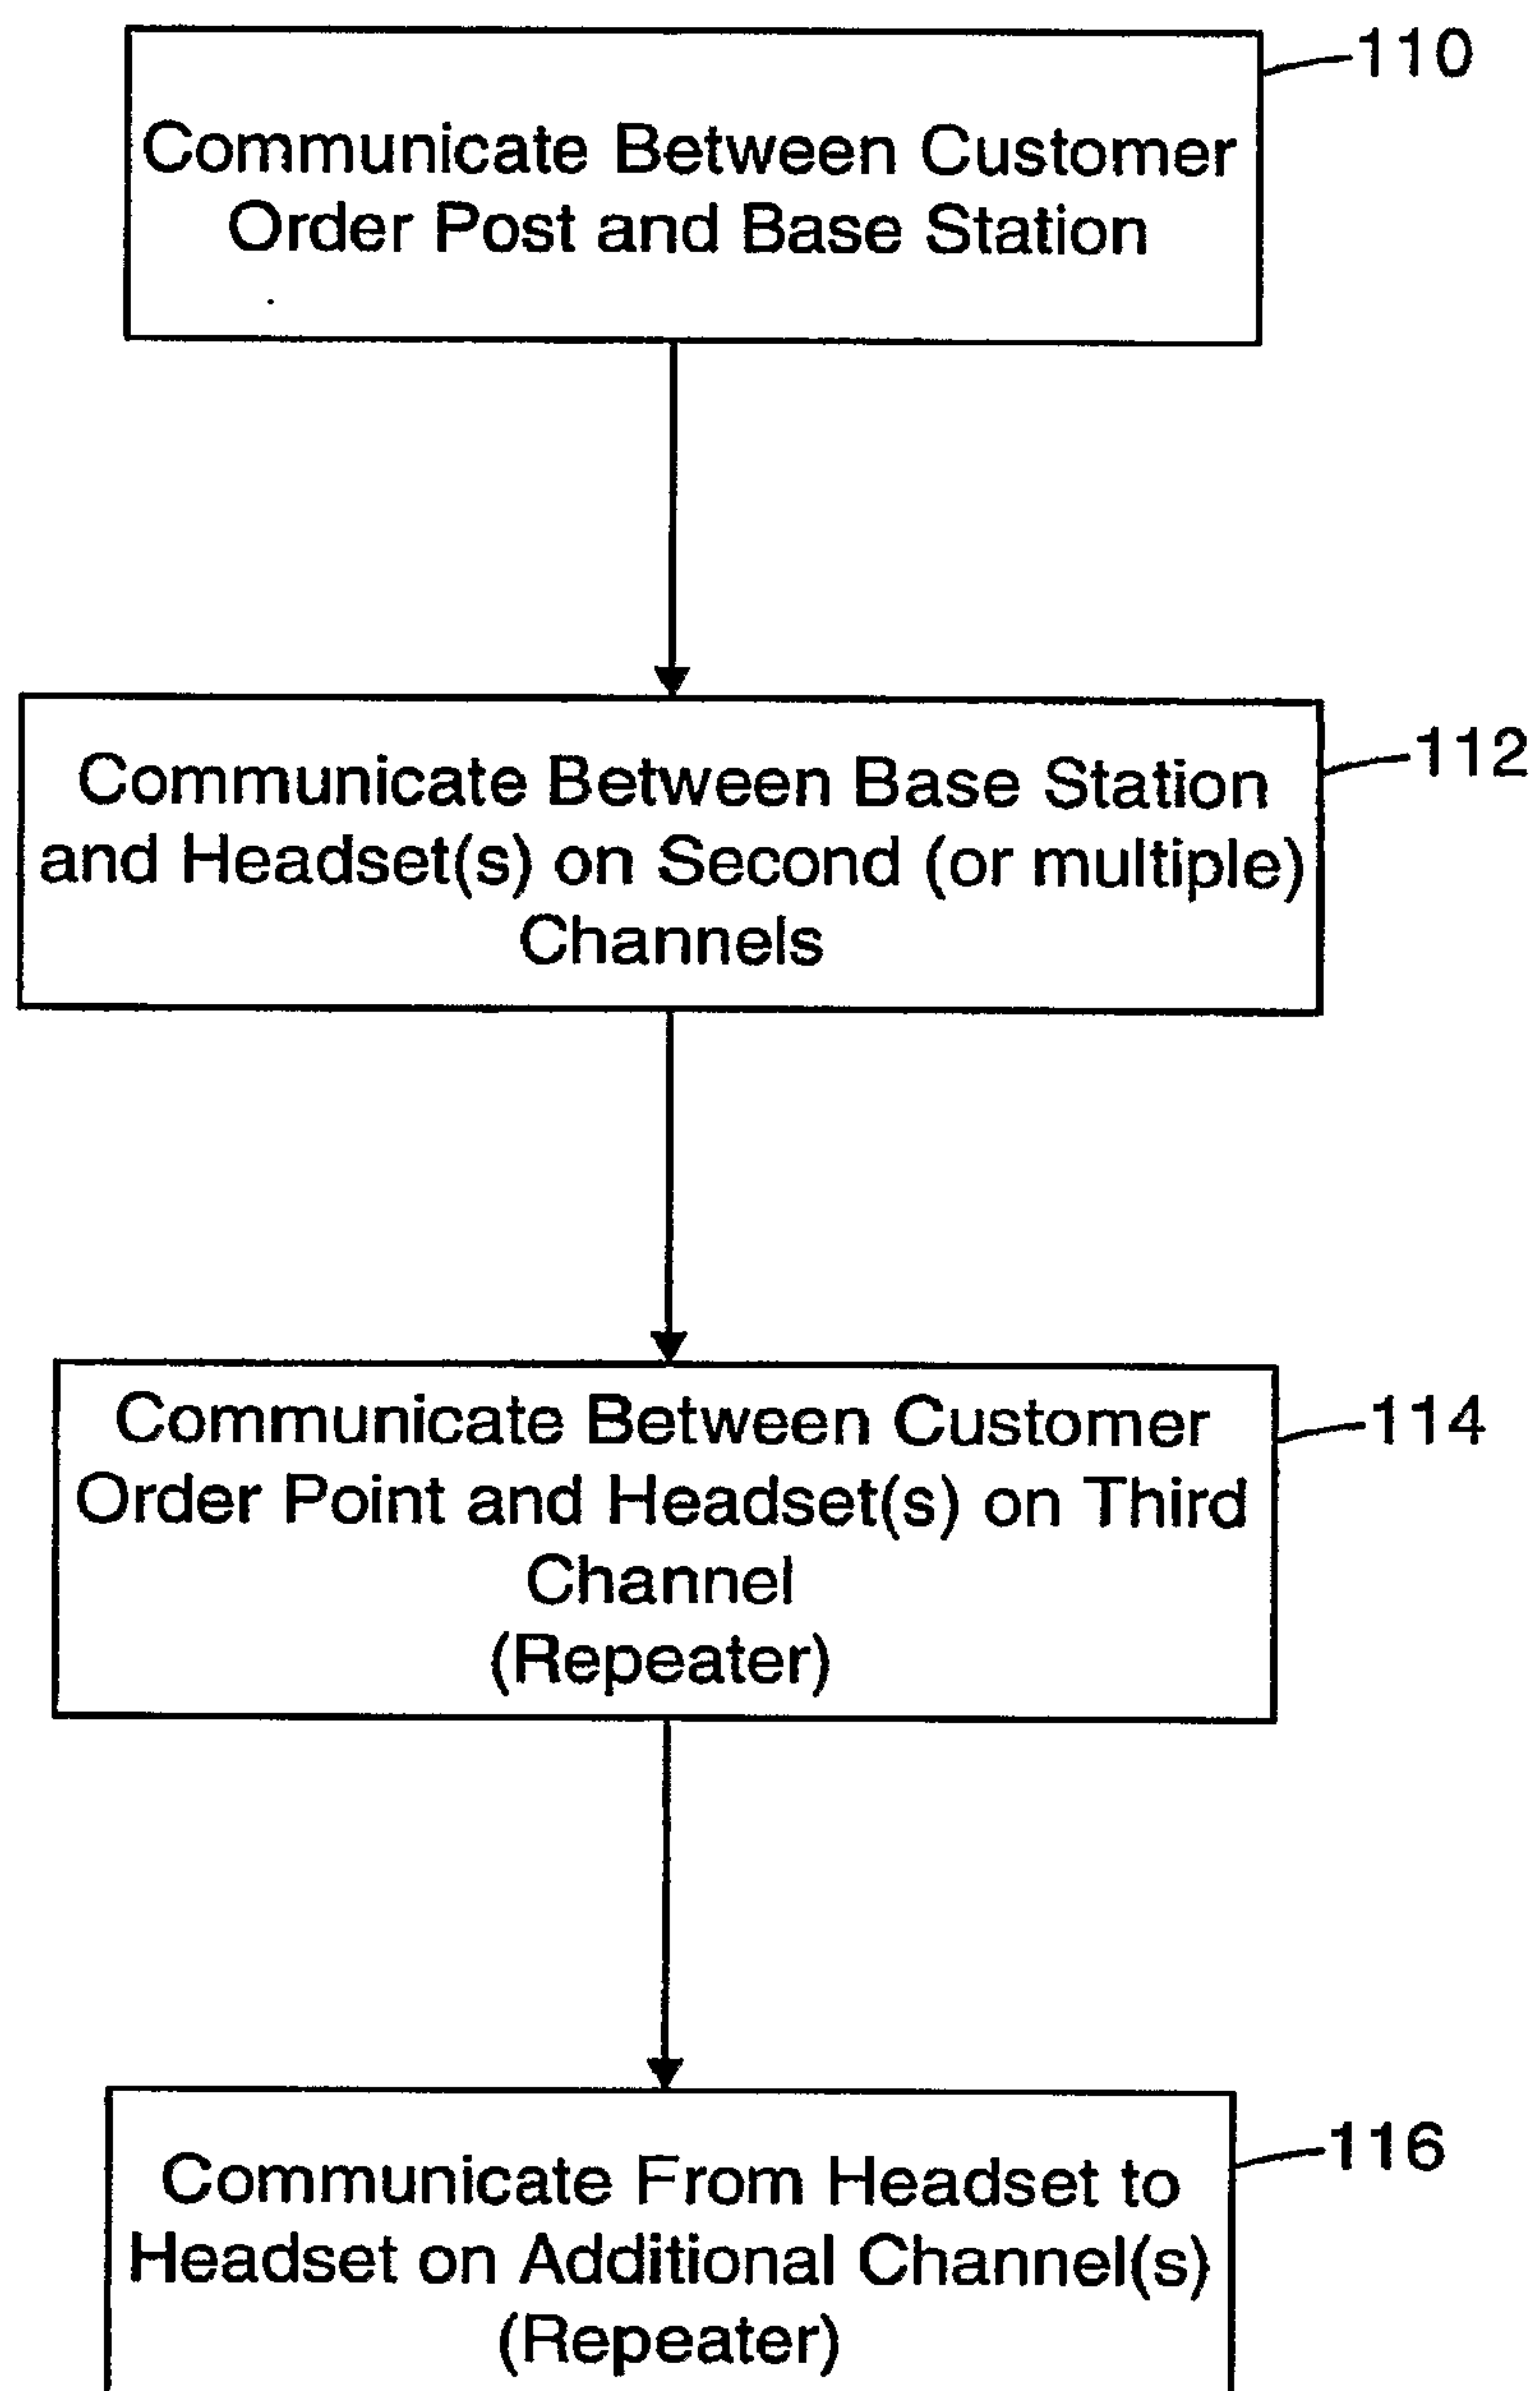 110
Communicate Between Customer
Order Post and Base Station
112
Communicate Between Base Station
and Headset(s) on Second (or multiple)
Channels
114
Communicate Between Customer
Order Point and Headset(s) on Third
Channel
(Repeater)
116
Communicate From Headset to
Headset on Additional Channel(s)
(Repeater)